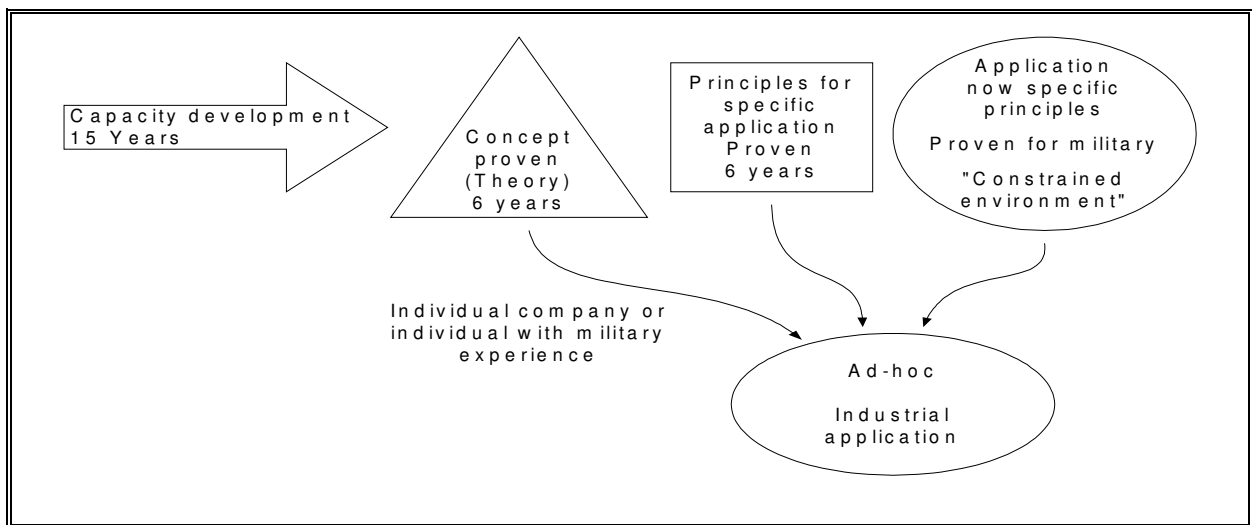 Capacity development
15 Years
Concept
proven
(Theory)
6 years
Principles for
specific
application
Proven
6 years
Application
now specific
principles
Proven for military
"Constrained
environment"
Individual company or
individual with military
experience
Ad-hoc
Industrial
application